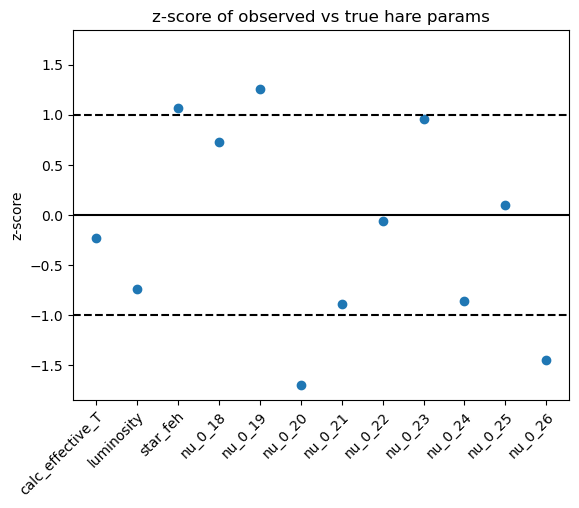 z-score of observed vs true hare params
z-score
1.5
1.0
0.5
0.0
−0.5
−1.0
−1.5
calc_effective_T
luminosity
star_feh
nu_0_18
nu_0_19
nu_0_20
nu_0_21
nu_0_22
nu_0_23
nu_0_24
nu_0_25
nu_0_26